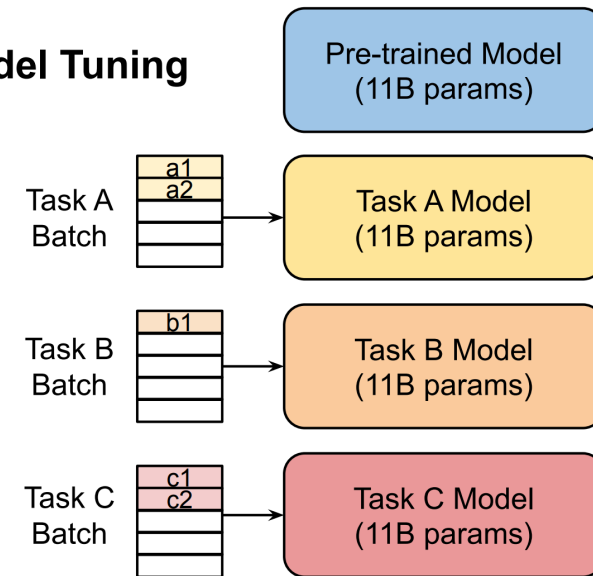 del Tuning
Pre-trained Model
(11B params)
a1
a2
Task A
Batch
Task A Model
(11B params)
b1
Task B
Batch
Task B Model
(11B params)
c1
c2
Task C
Batch
Task C Model
(11B params)